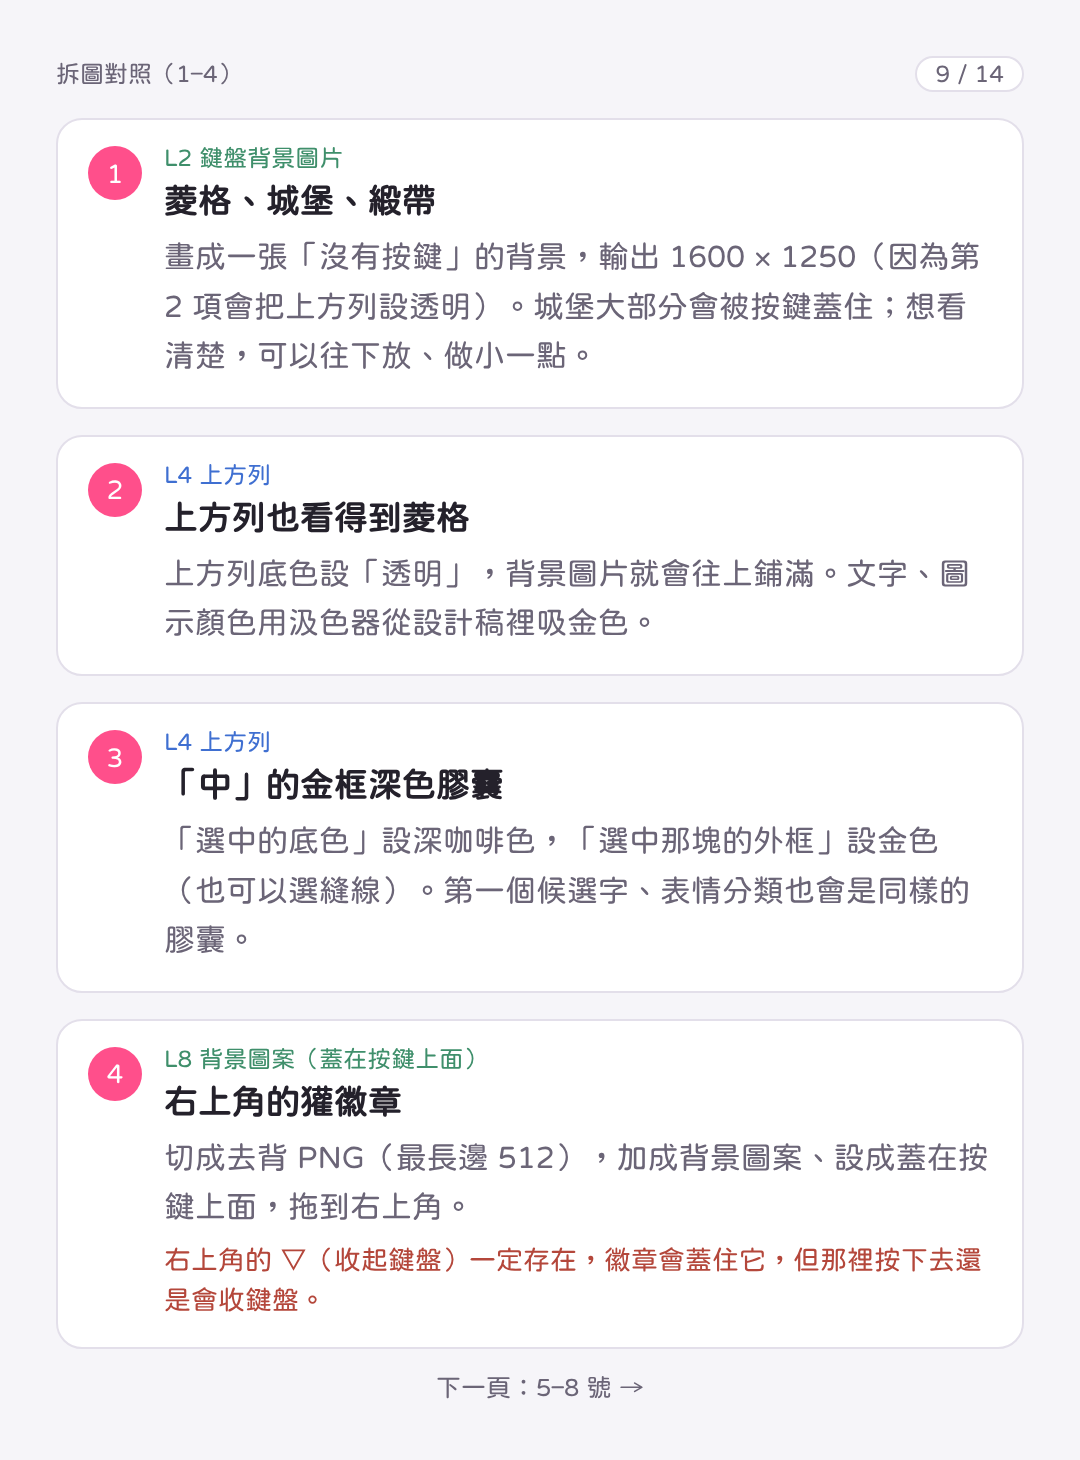 拆圖對照（1–4）
9 / 14
1
L2 鍵盤背景圖片
菱格、城堡、緞帶
畫成一張「沒有按鍵」的背景，輸出 1600 × 1250（因為第
2 項會把上方列設透明）。城堡大部分會被按鍵蓋住；想看
清楚，可以往下放、做小一點。
2
L4 上方列
上方列也看得到菱格
上方列底色設「透明」，背景圖片就會往上鋪滿。文字、圖
示顏色用汲色器從設計稿裡吸金色。
3
L4 上方列
「中」的金框深色膠囊
「選中的底色」設深咖啡色，「選中那塊的外框」設金色
（也可以選縫線）。第一個候選字、表情分類也會是同樣的
膠囊。
4
L8 背景圖案（蓋在按鍵上面）
右上角的獾徽章
切成去背 PNG（最長邊 512），加成背景圖案、設成蓋在按
鍵上面，拖到右上角。
右上角的 ▽（收起鍵盤）一定存在，徽章會蓋住它，但那裡按下去還
是會收鍵盤。
下一頁：5–8 號 →